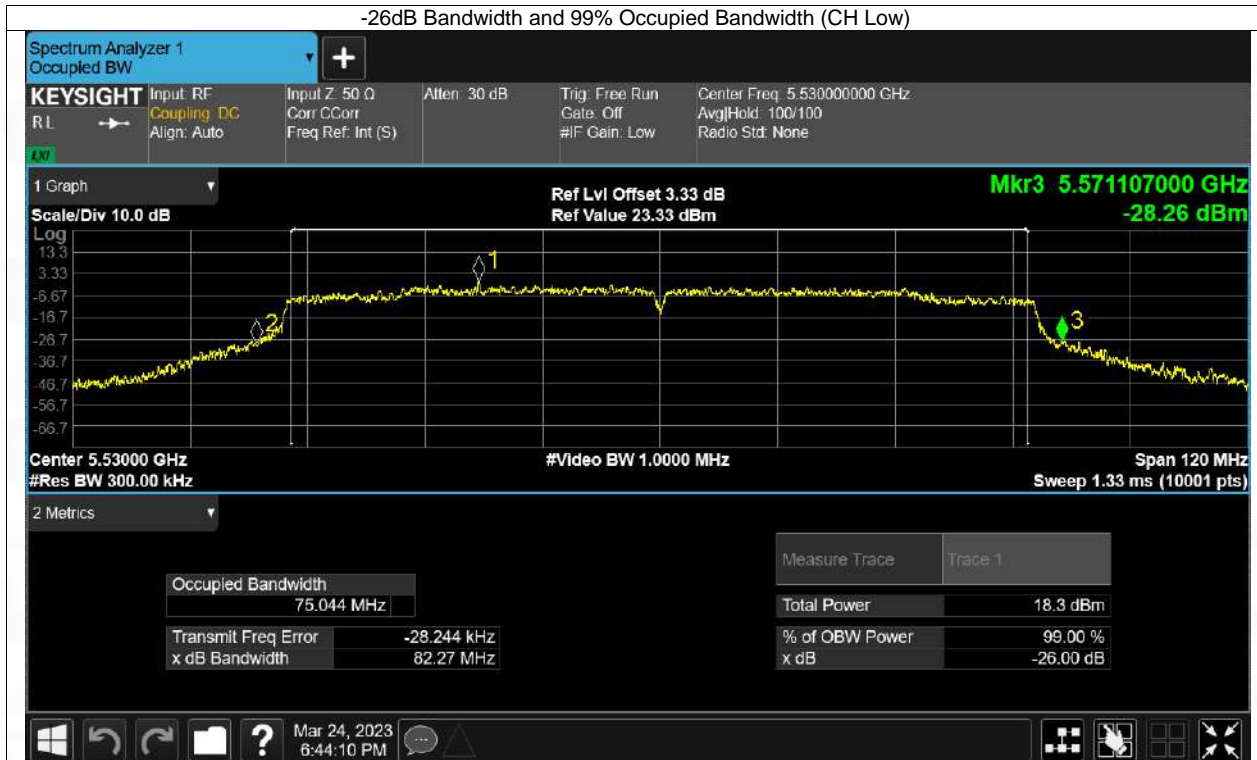 -26dB Bandwidth and 99% Occupied Bandwidth (CH Low)
Spectrum Analyzer 1
Occupied BW
KEYSIGHT Input: RF Input Z: 50 Ω Atten: 30 dB Trig: Free Run Center Freq: 5.530000000 GHz
RL Coupling: DC Corr CCorr Gate: Off Avg|Hold: 100/100
Align: Auto Freq Ref: Int (S) #IF Gain: Low Radio Std: None
LXI
1 Graph Ref Lvl Offset 3.33 dB Mkr3 5.571107000 GHz
Scale/Div 10.0 dB Ref Value 23.33 dBm -28.26 dBm
Log
13.3
3.33
-6.67
-16.7
-26.7
-36.7
-46.7
-56.7
-66.7
1
2
3
Center 5.53000 GHz #Video BW 1.0000 MHz Span 120 MHz
#Res BW 300.00 kHz Sweep 1.33 ms (10001 pts)
2 Metrics
Measure Trace Trace 1
Occupied Bandwidth
75.044 MHz Total Power 18.3 dBm
Transmit Freq Error -28.244 kHz % of OBW Power 99.00 %
x dB Bandwidth 82.27 MHz x dB -26.00 dB
? Mar 24, 2023
6:44:10 PM